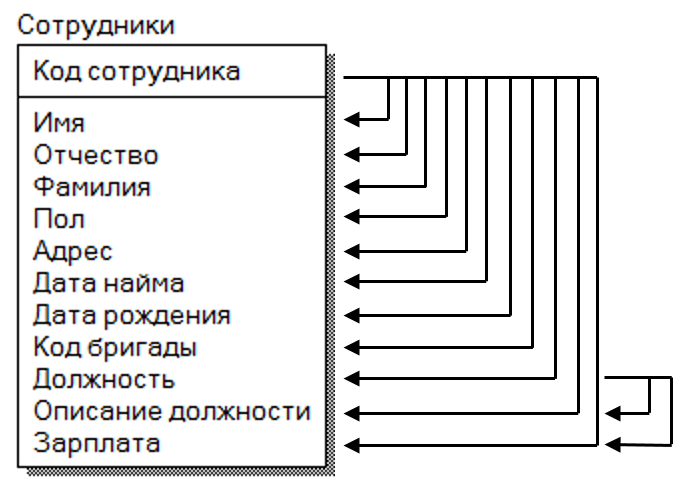 Сотрудники
Код сотрудника
Имя
Отчество
Фамилия
Пол
Адрес
Дата найма
Дата рождения
Код бригады
Должность
Описание должности
Зарплата